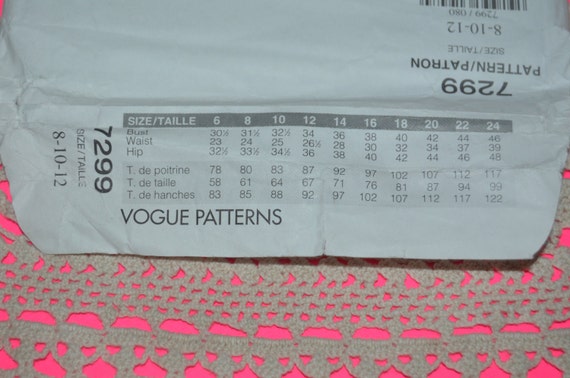 7299 / 080
8-10-12
SIZE/TAILLE
PATTERN/PATRON
7299
8-10-12
SIZE/TAILLE
7299
SIZE/TAILLE 6 8 10 12 14 16 18 20 22 24
Bust 30½ 31½ 32½ 34 36 38 40 42 44 46
Waist 23 24 25 26½ 28 30 32 34 37 39
Hip 32½ 33½ 34½ 36 38 40 42 44 46 48
T. de poitrine 78 80 83 87 92 97 102 107 112 117
T. de taille 58 61 64 67 71 76 81 87 94 99
T. de hanches 83 85 88 92 97 102 107 112 117 122
VOGUE PATTERNS